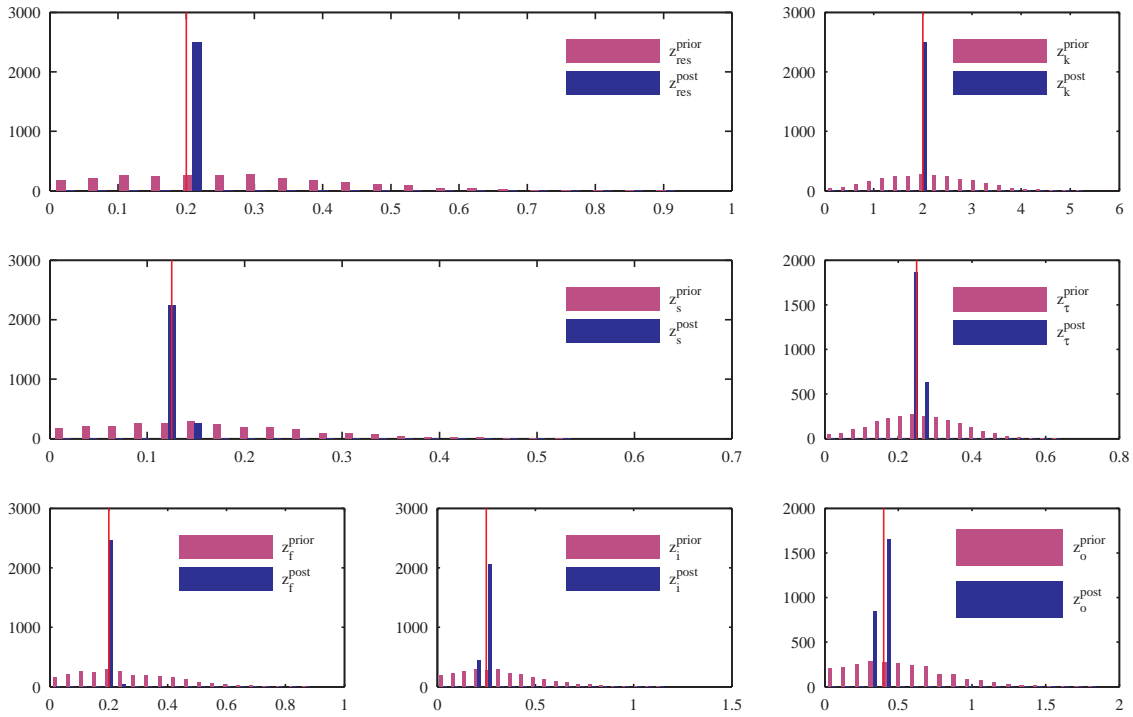 3000
2000
1000
0
0 0.1 0.2 0.3 0.4 0.5 0.6 0.7 0.8 0.9 1
z_res^prior
z_res^post
3000
2000
1000
0
0 1 2 3 4 5 6
z_k^prior
z_k^post
3000
2000
1000
0
0 0.1 0.2 0.3 0.4 0.5 0.6 0.7
z_s^prior
z_s^post
2000
1500
1000
500
0
0 0.2 0.4 0.6 0.8
z_τ^prior
z_τ^post
3000
2000
1000
0
0 0.2 0.4 0.6 0.8 1
z_f^prior
z_f^post
3000
2000
1000
0
0 0.5 1 1.5
z_i^prior
z_i^post
2000
1500
1000
500
0
0 0.5 1 1.5 2
z_o^prior
z_o^post